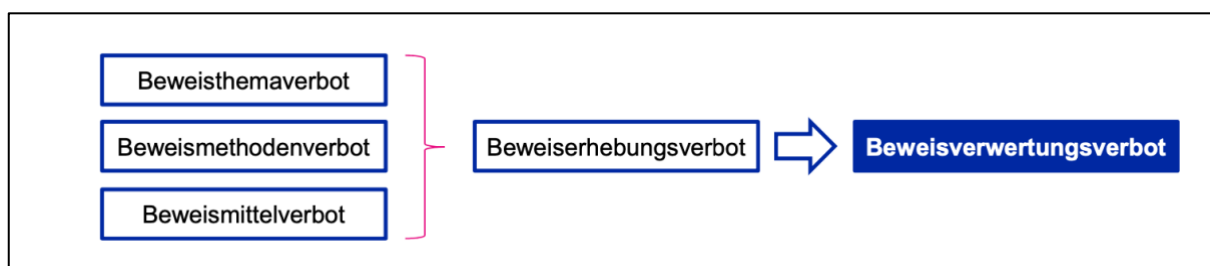 Beweisthemaverbot
Beweismethodenverbot
Beweismittelverbot
Beweiserhebungsverbot
Beweisverwertungsverbot